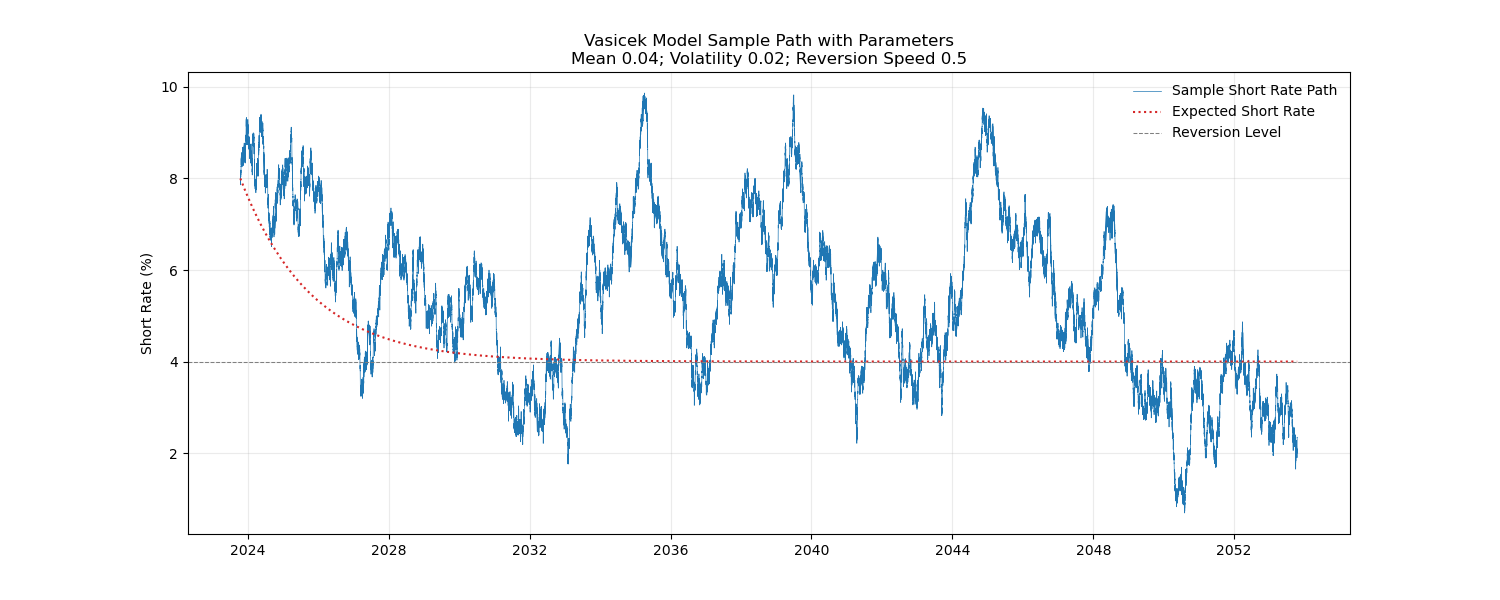 Vasicek Model Sample Path with Parameters
Mean 0.04; Volatility 0.02; Reversion Speed 0.5
Sample Short Rate Path
Expected Short Rate
Reversion Level
Short Rate (%)
10
8
6
4
2
2024 2028 2032 2036 2040 2044 2048 2052